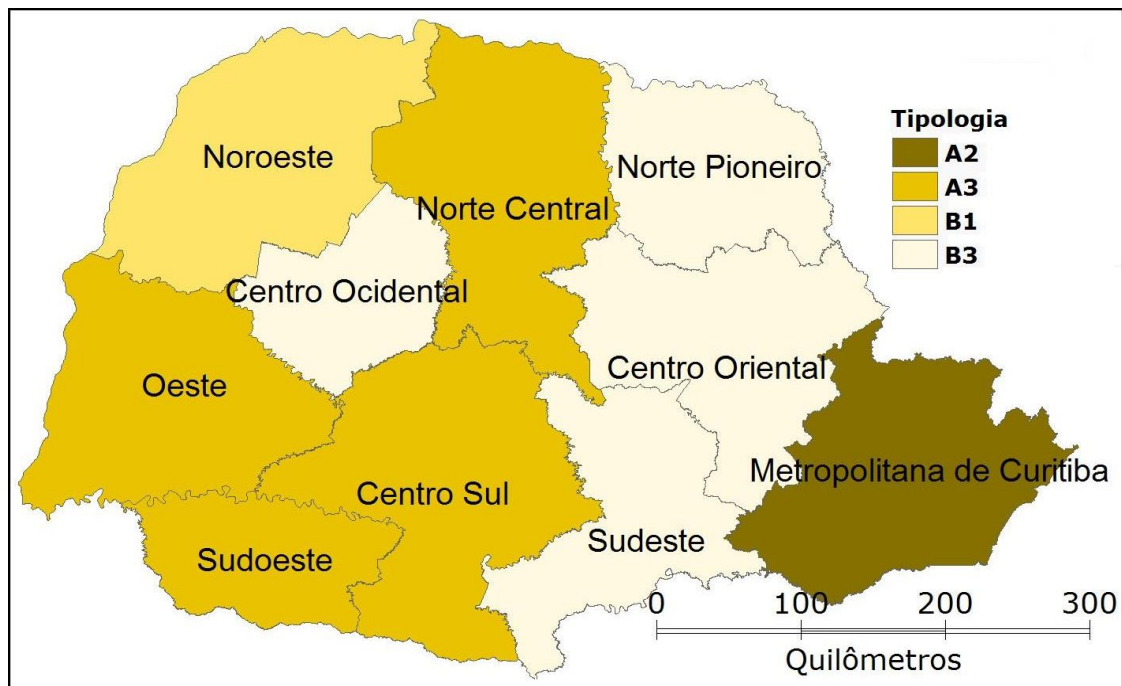 Tipologia
A2
A3
B1
B3
Noroeste
Norte Pioneiro
Norte Central
Centro Ocidental
Oeste
Centro Oriental
Metropolitana de Curitiba
Centro Sul
Sudeste
Sudoeste
0 100 200 300
Quilômetros